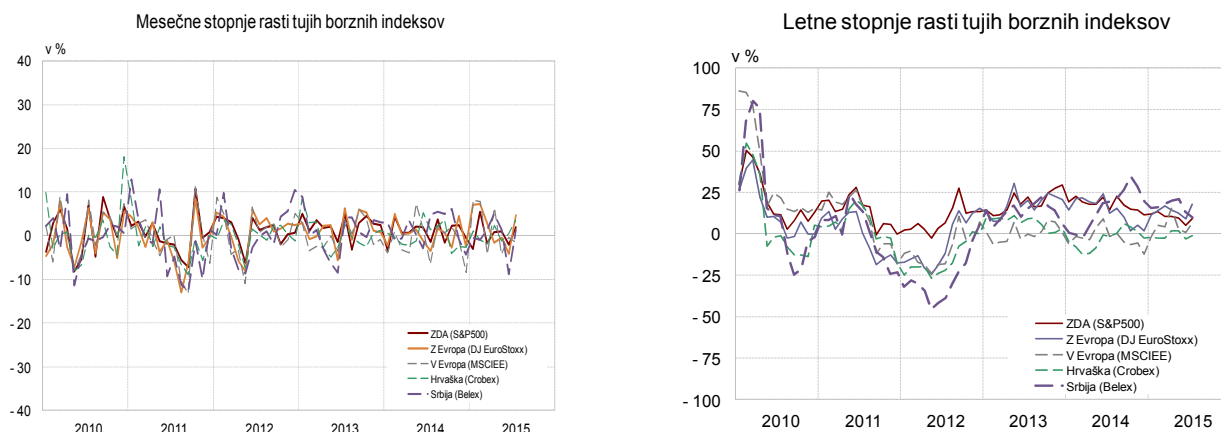 Mesečne stopnje rasti tujih borznih indeksov
v %
40
30
20
10
0
- 10
- 20
- 30
- 40
ZDA (S&P500)
Z Evropa (DJ EuroStoxx)
V Evropa (MSCIEE)
Hrvaška (Crobex)
Srbija (Belex)
2010 2011 2012 2013 2014 2015
Letne stopnje rasti tujih borznih indeksov
v %
100
75
50
25
0
- 25
- 50
- 75
- 100
ZDA (S&P500)
Z Evropa (DJ EuroStoxx)
V Evropa (MSCIEE)
Hrvaška (Crobex)
Srbija (Belex)
2010 2011 2012 2013 2014 2015